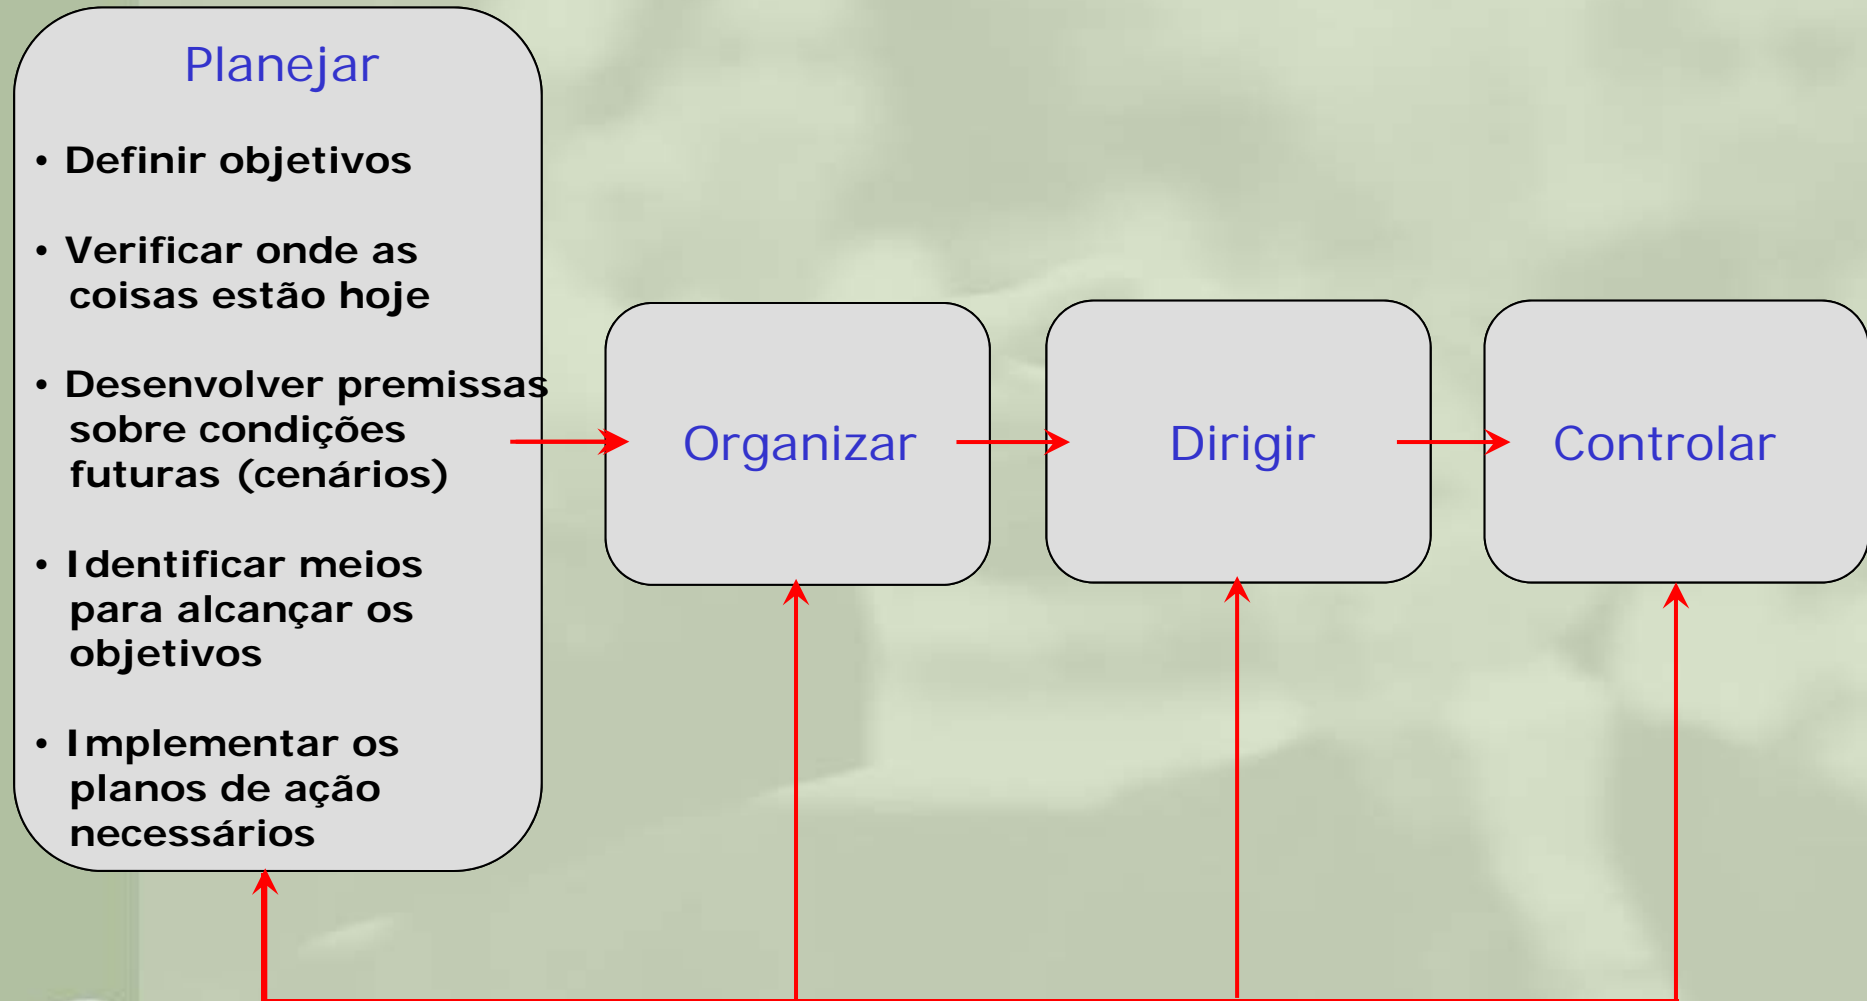 Planejar
• Definir objetivos
• Verificar onde as
coisas estão hoje
• Desenvolver premissas
sobre condições
futuras (cenários)
• Identificar meios
para alcançar os
objetivos
• Implementar os
planos de ação
necessários
Organizar
Dirigir
Controlar